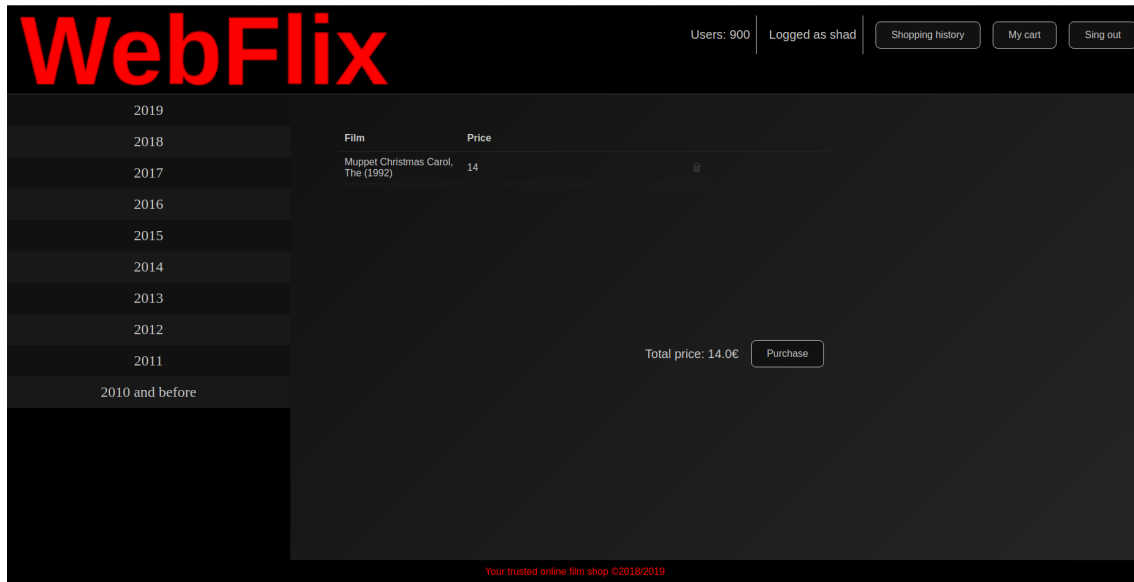 WebFlix
Users: 900
Logged as shad
Shopping history
My cart
Sing out
2019
2018
2017
2016
2015
2014
2013
2012
2011
2010 and before
Film Price
Muppet Christmas Carol,
The (1992)
14
Total price: 14.0€
Purchase
Your trusted online film shop ©2018/2019